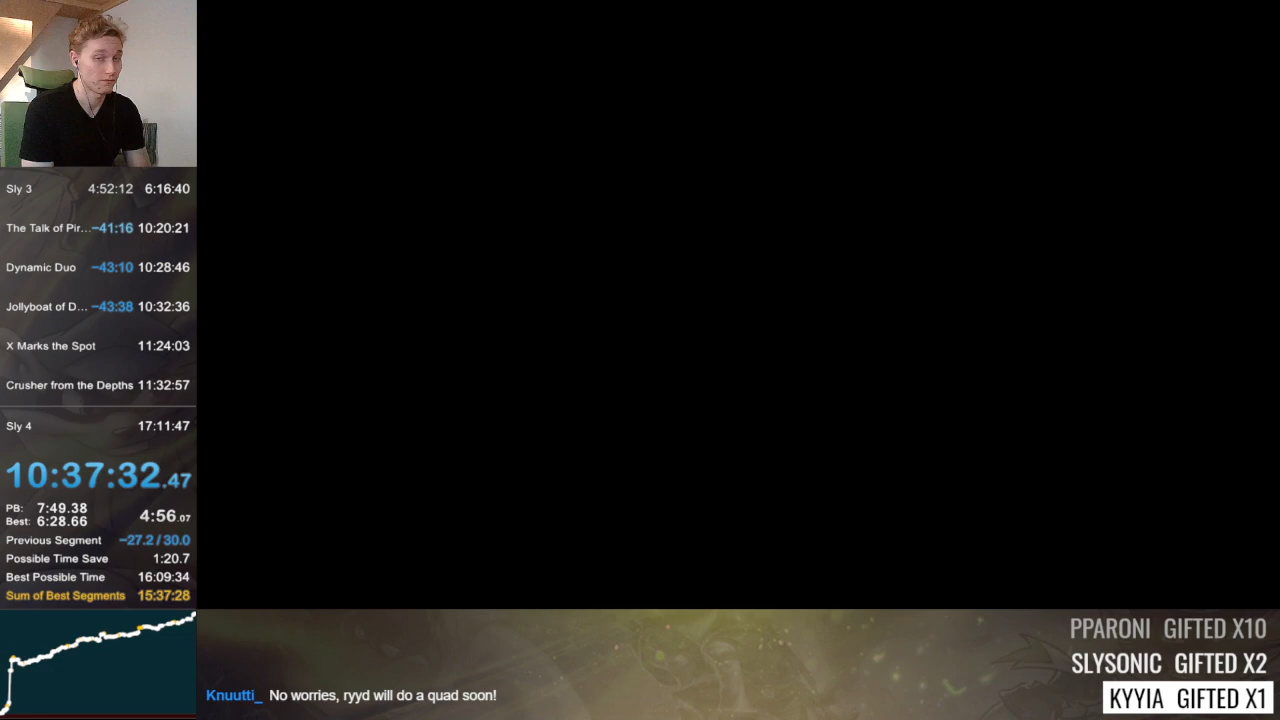 Sly 3 4:52:12 6:16:40
The Talk of Pir... −41:16 10:20:21
Dynamic Duo −43:10 10:28:46
Jollyboat of D... −43:38 10:32:36
X Marks the Spot 11:24:03
Crusher from the Depths 11:32:57
Sly 4 17:11:47
10:37:32.47
PB: 7:49.38
Best: 6:28.66 4:56.07
Previous Segment −27.2 / 30.0
Possible Time Save 1:20.7
Best Possible Time 16:09:34
Sum of Best Segments 15:37:28
PPARONI GIFTED X10
SLYSONIC GIFTED X2
KYYIA GIFTED X1
Knuutti_ No worries, ryyd will do a quad soon!